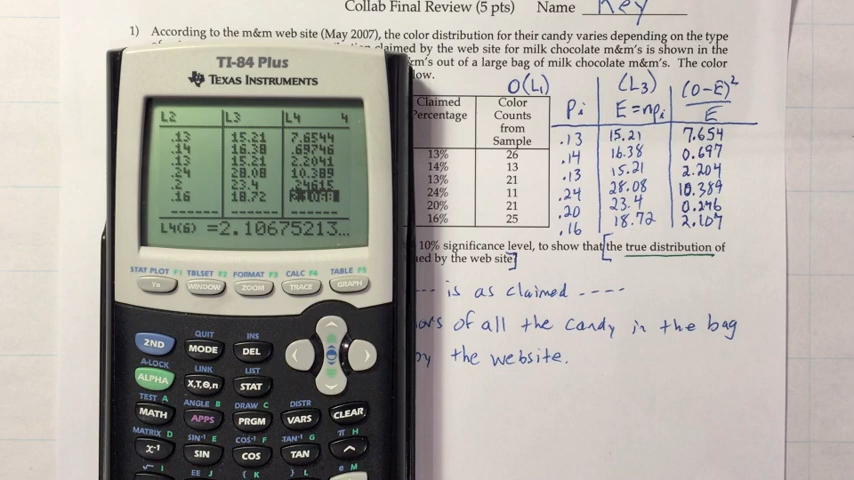 Collab Final Review (5 pts) Name Key
1) According to the m&m web site (May 2007), the color distribution for their candy varies depending on the type
claimed by the web site for milk chocolate m&m's is shown in the
m's out of a large bag of milk chocolate m&m's. The color
low.
O(L1) (L3) (O-E)²
Pi E=npi E
Claimed Percentage Color Counts from Sample
13% 26
14% 13
13% 21
24% 11
20% 21
16% 25
.13 15.21 7.654
.14 16.38 0.697
.13 15.21 2.204
.24 28.08 10.389
.20 23.4 0.246
.16 18.72 2.107
10% significance level, to show that [the true distribution of
ed by the web site]
---- is as claimed ----
ors of all the candy in the bag
by the website.
TI-84 Plus
TEXAS INSTRUMENTS
L2 L3 L4 4
.13 15.21 7.6544
.14 16.38 .69746
.13 15.21 2.2041
.24 28.08 10.389
.2 23.4 .24615
.16 18.72 2.1068
------- ------- -------
L4(6) =2.10675213...
STAT PLOT F1 TBLSET F2 FORMAT F3 CALC F4 TABLE F5
Y= WINDOW ZOOM TRACE GRAPH
QUIT INS
2ND MODE DEL
A-LOCK LINK LIST
ALPHA X,T,θ,n STAT
TEST A ANGLE B DRAW C DISTR
MATH APPS PRGM VARS CLEAR
MATRIX D SIN⁻¹ E COS⁻¹ F TAN⁻¹ G π H
x⁻¹ SIN COS TAN ^
√ I EE J { K } L e M